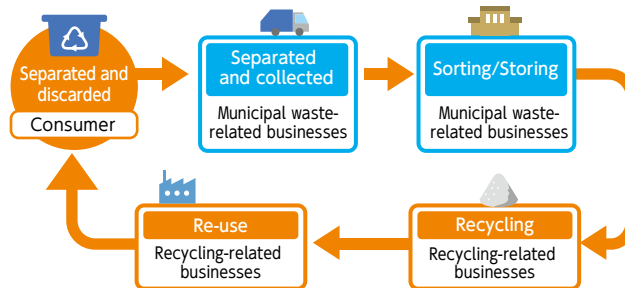 Separated and
discarded
Consumer
Separated
and collected
Municipal waste-
related businesses
Sorting/Storing
Municipal waste-
related businesses
Recycling
Recycling-related
businesses
Re-use
Recycling-related
businesses